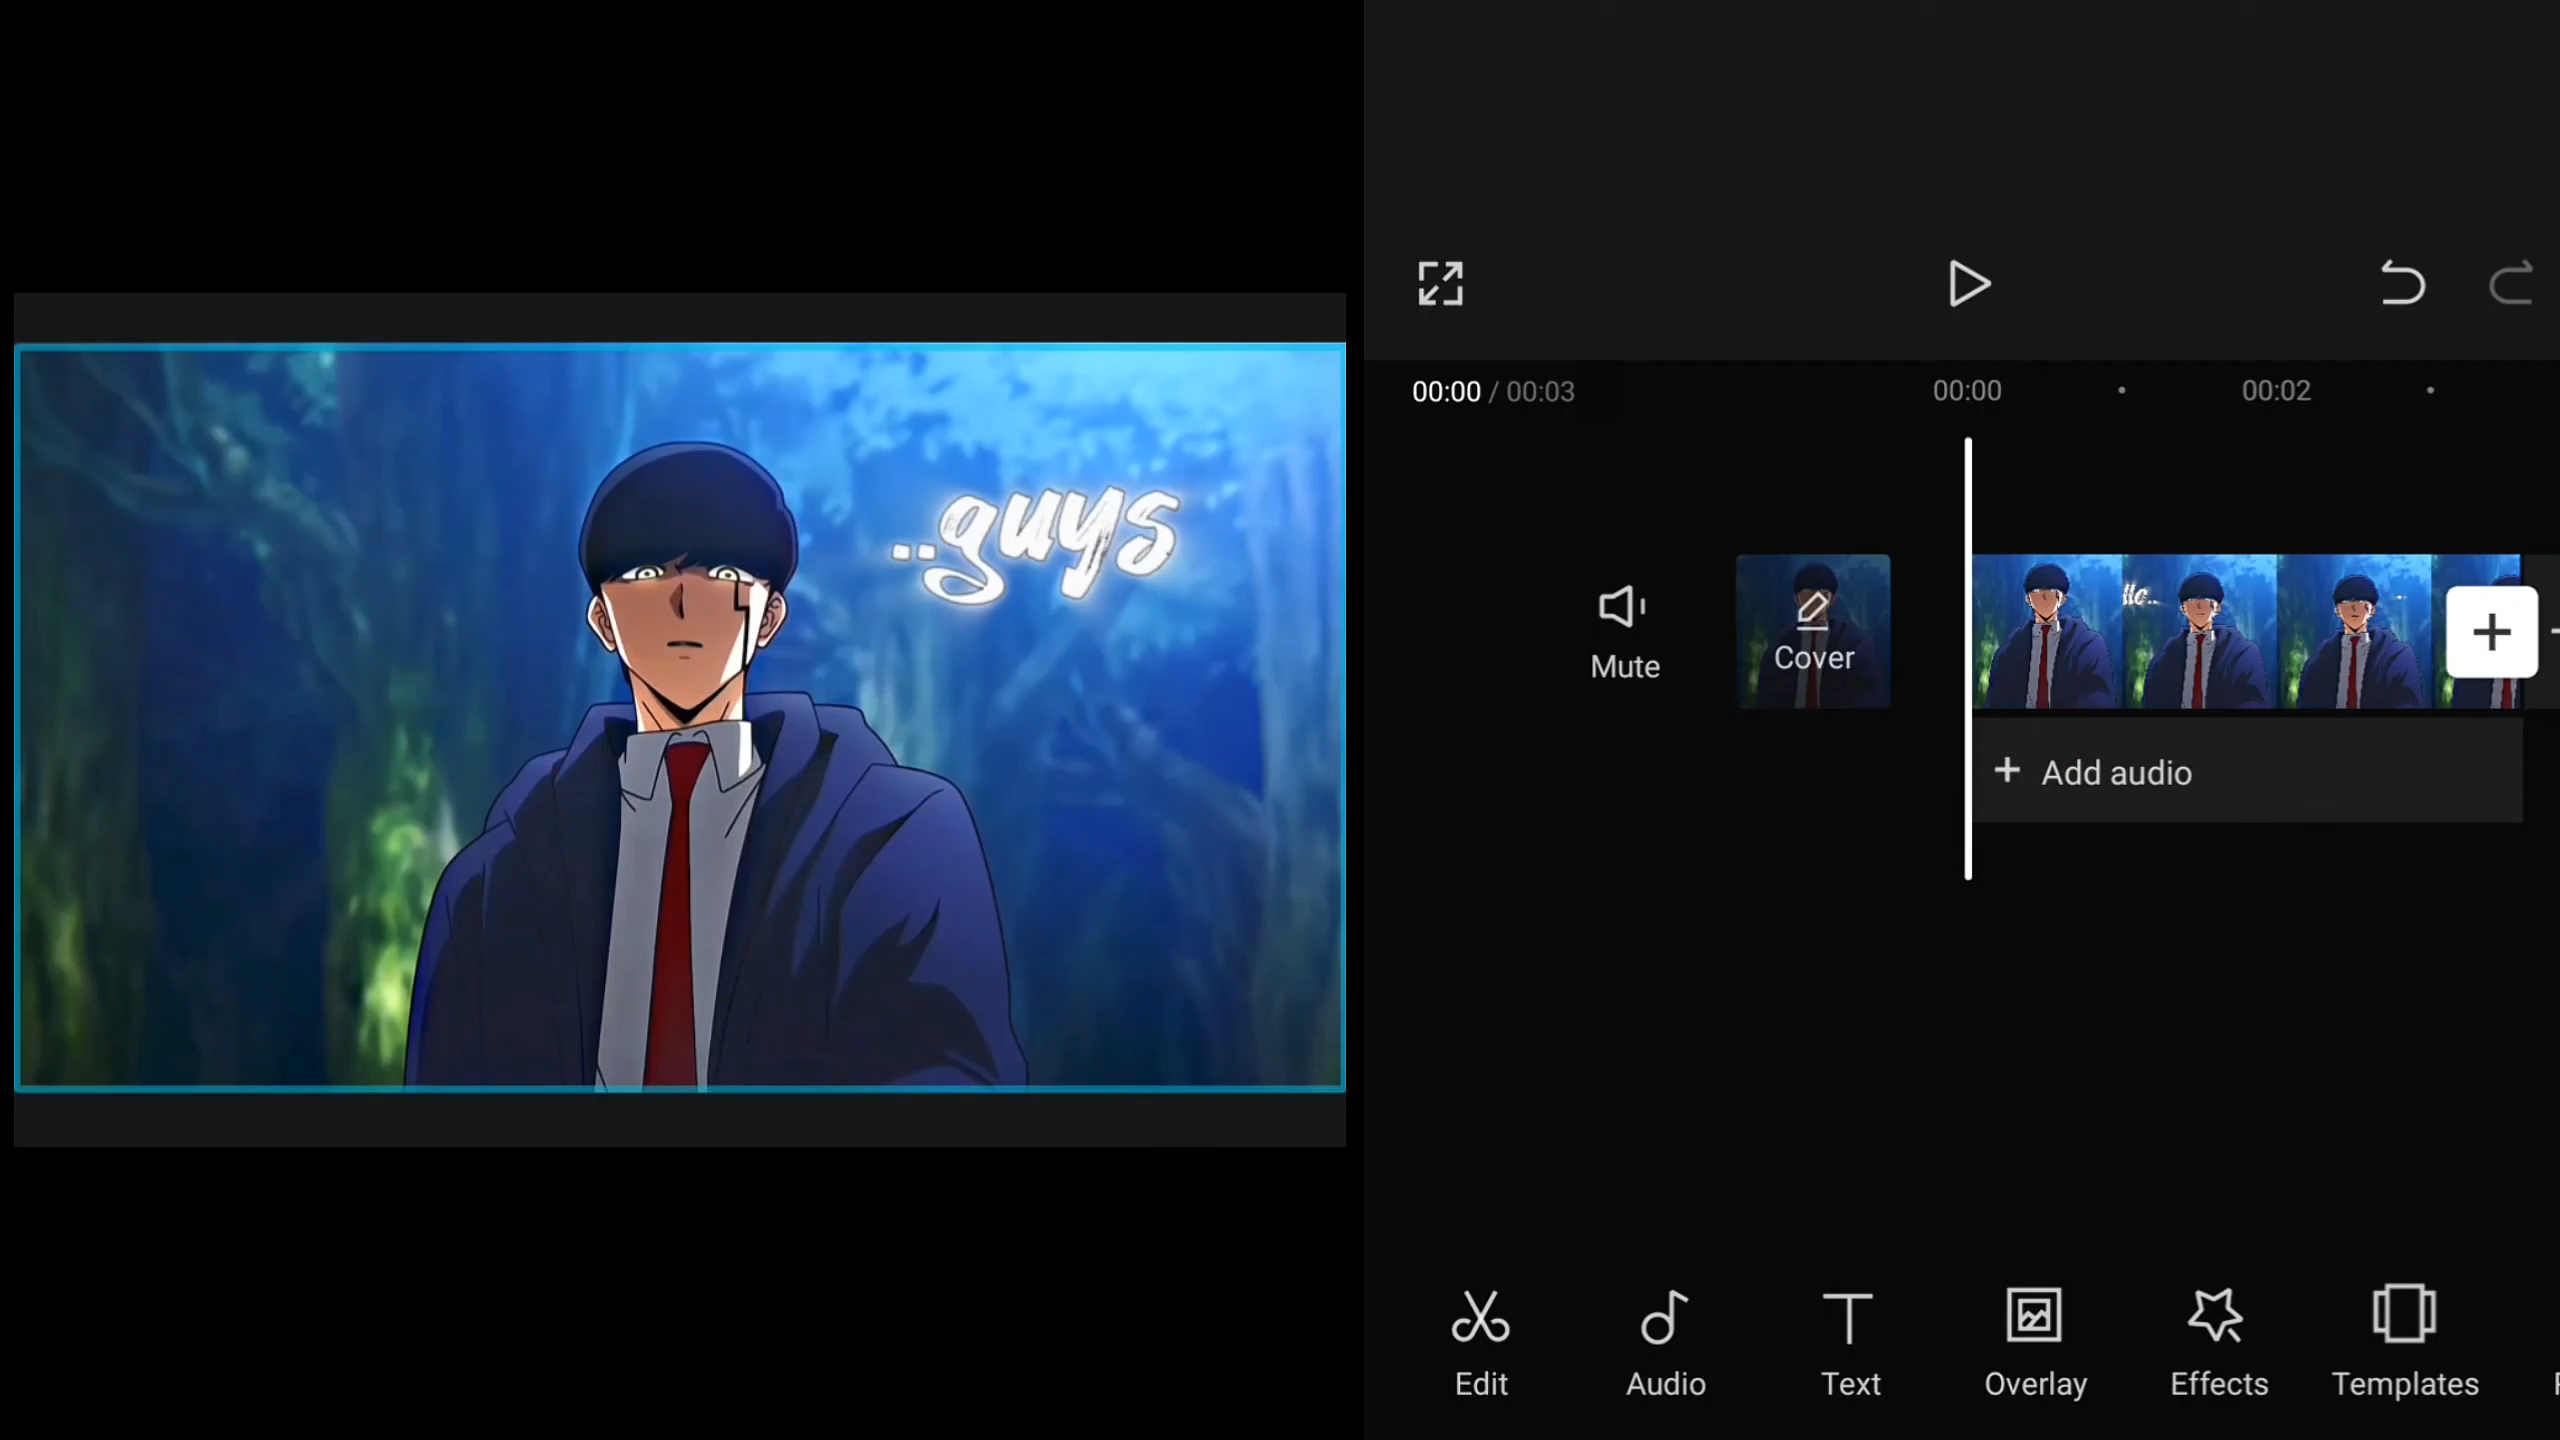 ..guys
00:00 / 00:03
00:00
00:02
Mute
Cover
llo..
Add audio
Edit
Audio
Text
Overlay
Effects
Templates